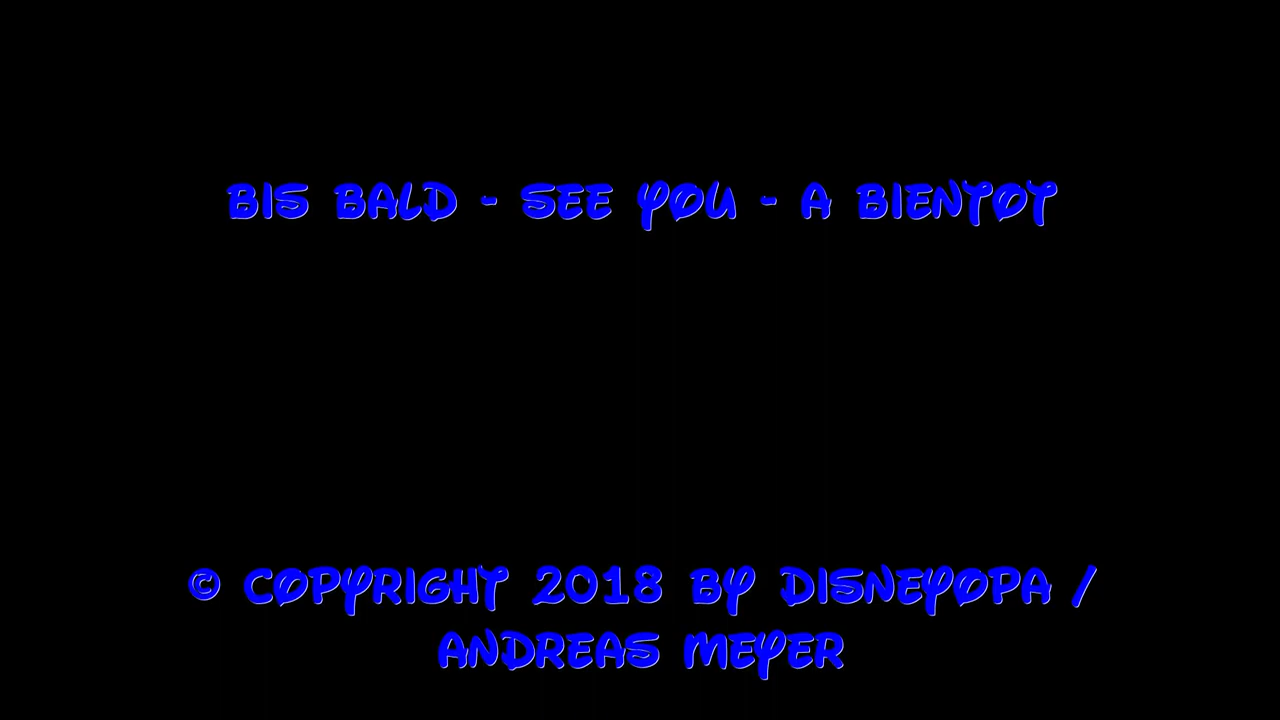 BIS BALD - SEE YOU - A BIENTOT
© COPYRIGHT 2018 BY DISNEYOPA /
ANDREAS MEYER